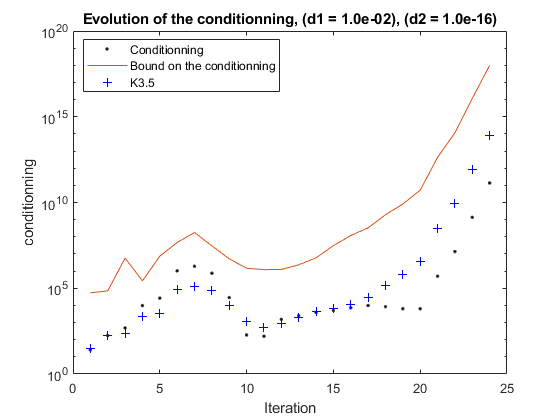 Evolution of the conditionning, (d1 = 1.0e-02), (d2 = 1.0e-16)
10^20
Conditionning
Bound on the conditionning
K3.5
10^15
10^10
10^5
10^0
conditionning
0 5 10 15 20 25
Iteration